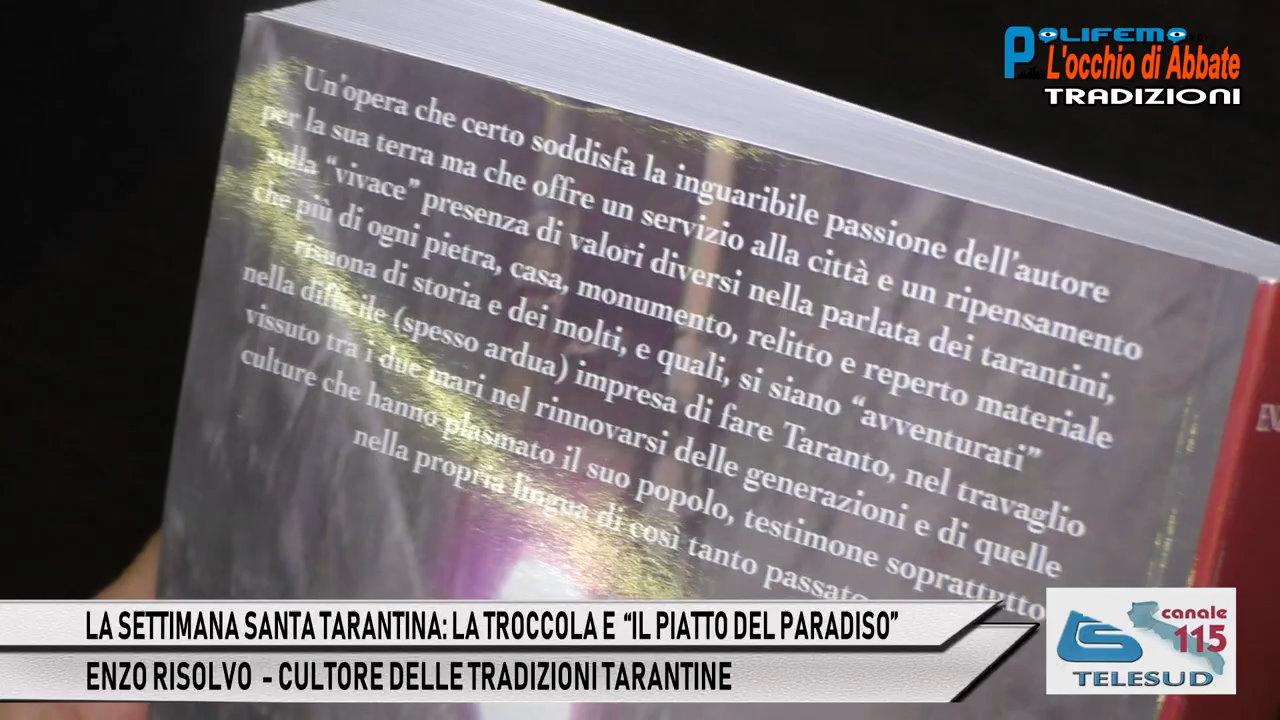 POLIFEMO
L'occhio di Abbate
TRADIZIONI
Un'opera che certo soddisfa la inguaribile passione dell'autore
per la sua terra ma che offre un servizio alla città e un ripensamento
sulla “vivace” presenza di valori diversi nella parlata dei tarantini,
che più di ogni pietra, casa, monumento, relitto e reperto materiale
risuona di storia e dei molti, e quali, si siano “avventurati”
nella difficile (spesso ardua) impresa di fare Taranto, nel travaglio
vissuto tra i due mari nel rinnovarsi delle generazioni e di quelle
culture che hanno plasmato il suo popolo, testimone soprattutto
nella propria lingua di così tanto passato
LA SETTIMANA SANTA TARANTINA: LA TROCCOLA E “IL PIATTO DEL PARADISO”
ENZO RISOLVO – CULTORE DELLE TRADIZIONI TARANTINE
canale
115
TELESUD